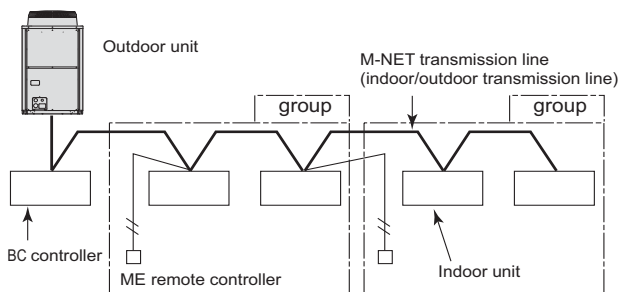 Outdoor unit
M-NET transmission line
(indoor/outdoor transmission line)
group
group
BC controller
ME remote controller
Indoor unit